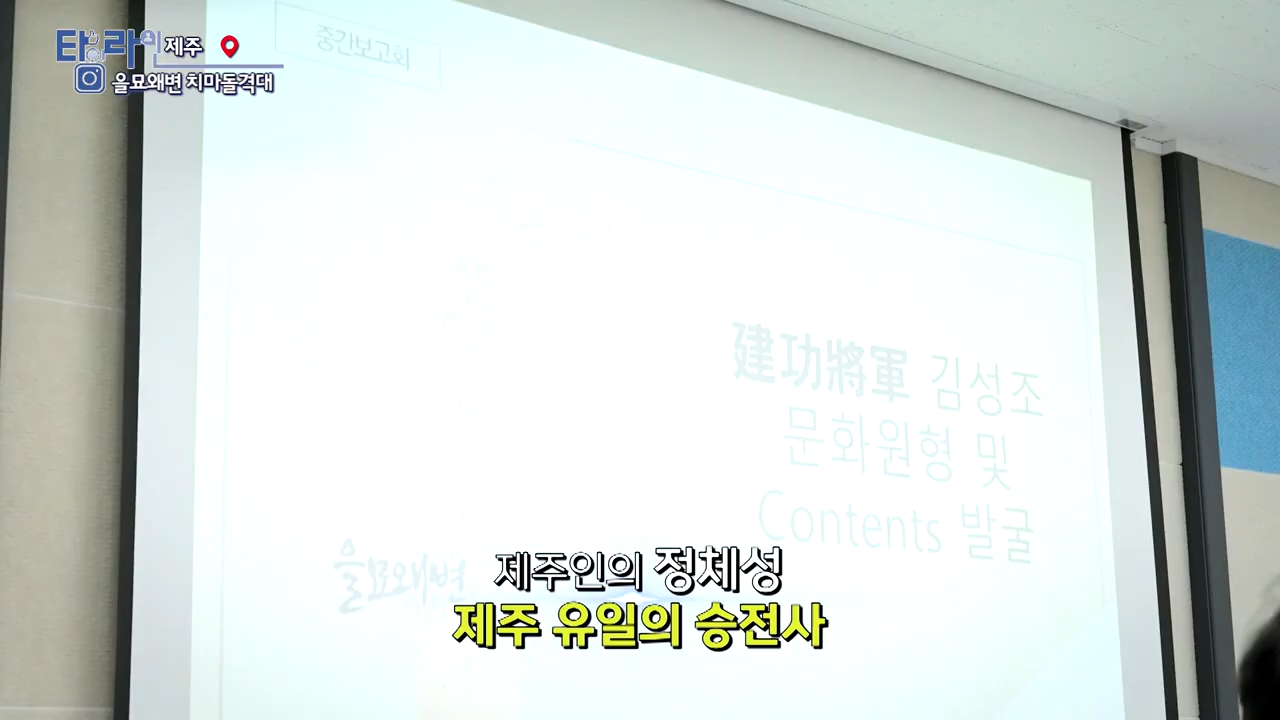 탐라인 제주
을묘왜변 치마돌격대
중간보고회
建功將軍 김성조
문화원형 및
Contents 발굴
을묘왜변
제주인의 정체성
제주 유일의 승전사